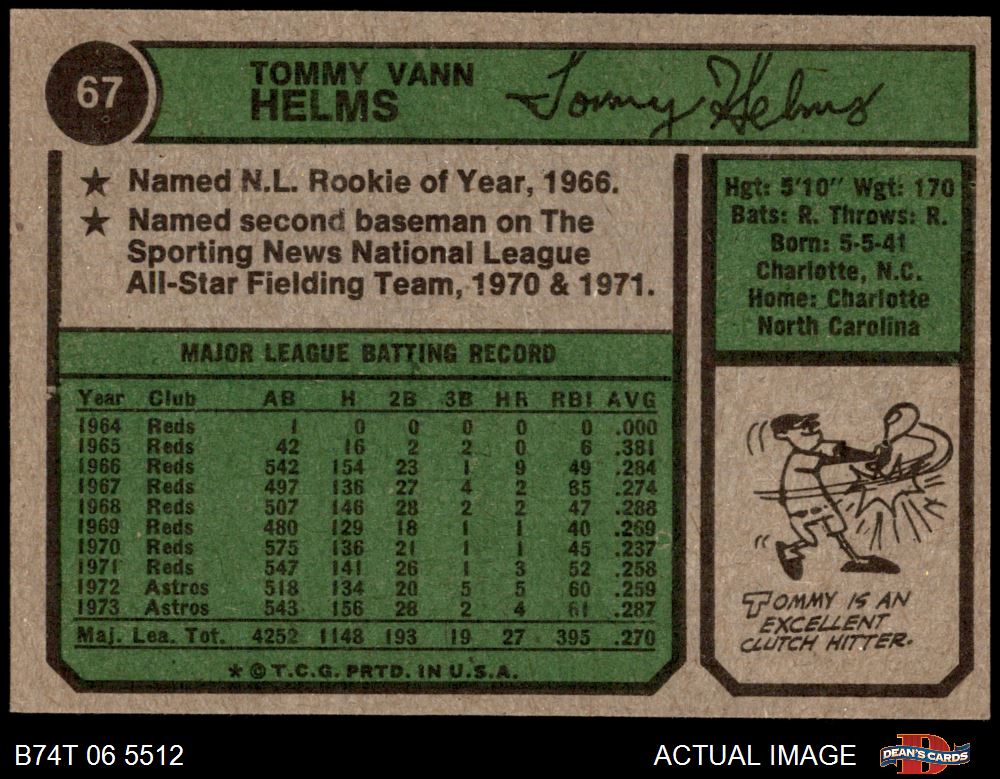 67
TOMMY VANN
HELMS
Tommy Helms
★ Named N.L. Rookie of Year, 1966.
★ Named second baseman on The
Sporting News National League
All-Star Fielding Team, 1970 & 1971.
Hgt: 5'10" Wgt: 170
Bats: R. Throws: R.
Born: 5-5-41
Charlotte, N.C.
Home: Charlotte
North Carolina
MAJOR LEAGUE BATTING RECORD
Year Club AB H 2B 3B HR RBI AVG
1964 Reds 1 0 0 0 0 0 .000
1965 Reds 42 16 2 2 0 6 .381
1966 Reds 542 154 23 1 9 49 .284
1967 Reds 497 136 27 4 2 35 .274
1968 Reds 507 146 28 2 2 47 .288
1969 Reds 480 129 18 1 1 40 .269
1970 Reds 575 136 21 1 1 45 .237
1971 Reds 547 141 26 1 3 52 .258
1972 Astros 518 134 20 5 5 60 .259
1973 Astros 543 156 28 2 4 61 .287
Maj. Lea. Tot. 4252 1148 193 19 27 395 .270
★ © T.C.G. PRTD. IN U.S.A.
TOMMY IS AN
EXCELLENT
CLUTCH HITTER.
B74T 06 5512
ACTUAL IMAGE
DEAN'S CARDS